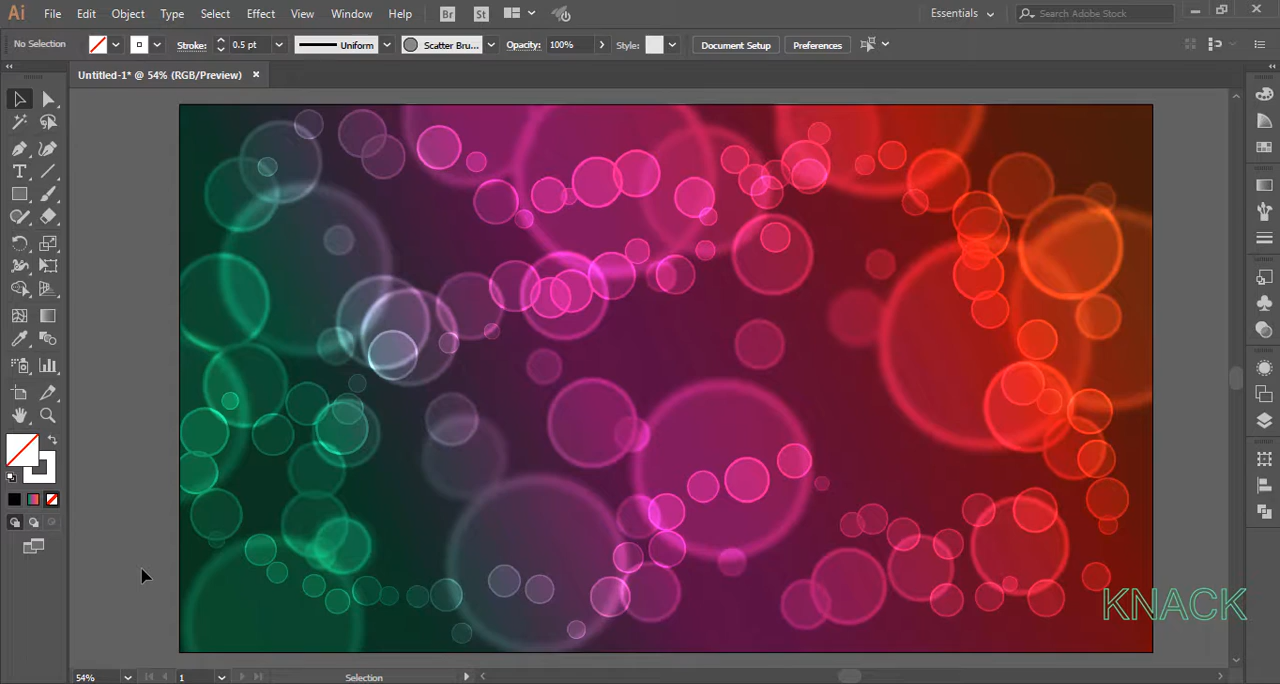 Ai File Edit Object Type Select Effect View Window Help Br St Essentials Search Adobe Stock
No Selection Stroke: 0.5 pt Uniform Scatter Bru... Opacity: 100% Style: Document Setup Preferences
Untitled-1* @ 54% (RGB/Preview)
KNACK
54% 1 Selection